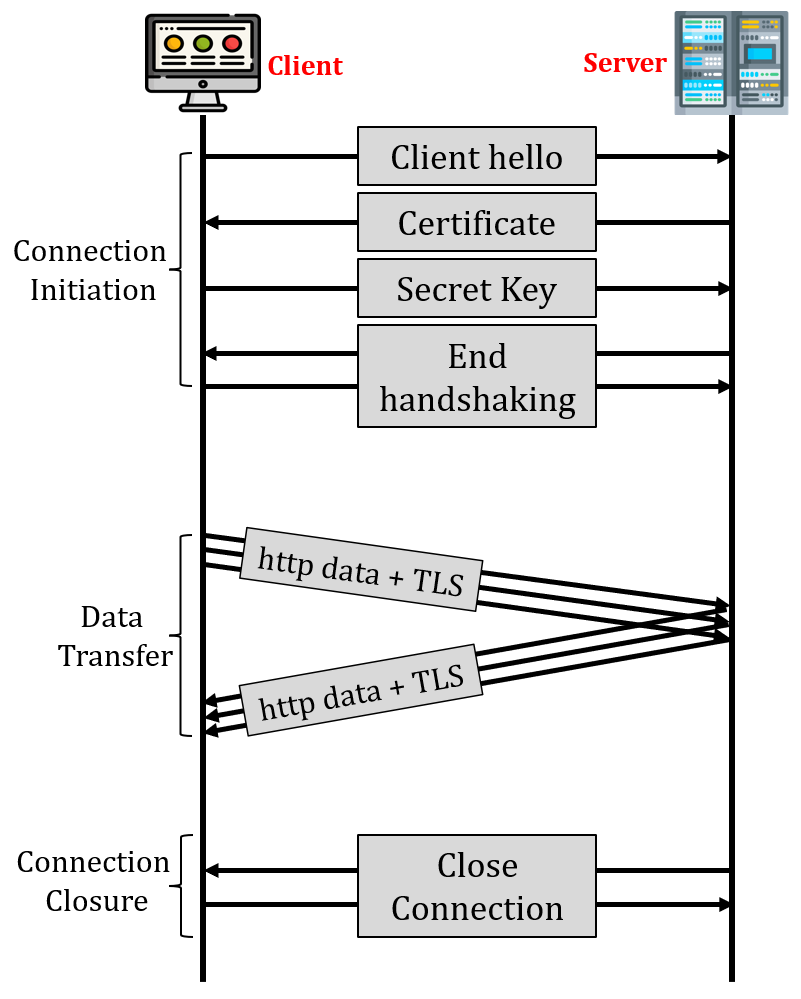 Client
Server
Client hello
Certificate
Connection
Initiation
Secret Key
End
handshaking
http data + TLS
Data
Transfer
http data + TLS
Connection
Closure
Close
Connection